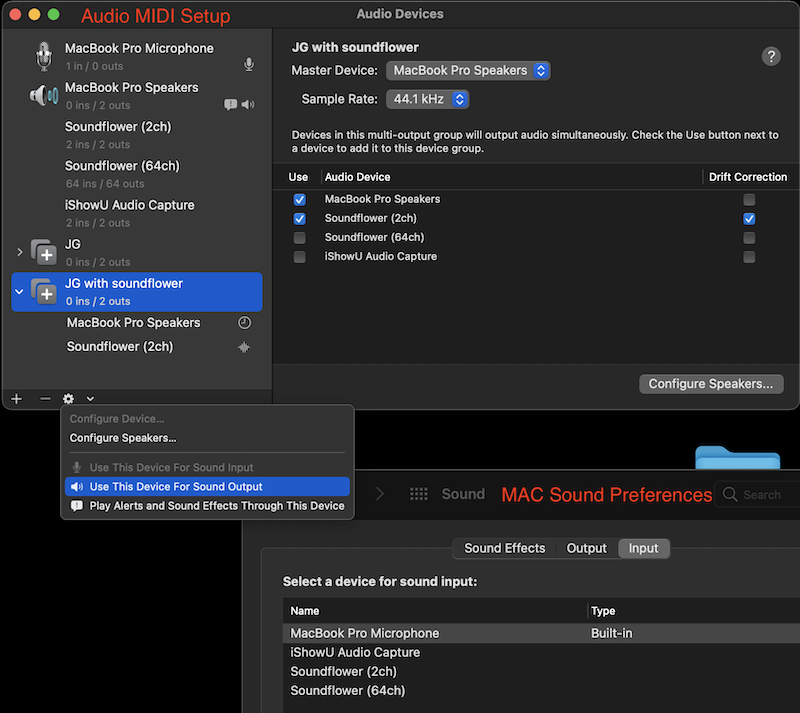 Audio MIDI Setup
Audio Devices
MacBook Pro Microphone
1 in / 0 outs
MacBook Pro Speakers
0 ins / 2 outs
Soundflower (2ch)
2 ins / 2 outs
Soundflower (64ch)
64 ins / 64 outs
iShowU Audio Capture
2 ins / 2 outs
JG
0 ins / 2 outs
JG with soundflower
0 ins / 2 outs
MacBook Pro Speakers
Soundflower (2ch)
JG with soundflower
?
Master Device: MacBook Pro Speakers
Sample Rate: 44.1 kHz
Devices in this multi-output group will output audio simultaneously. Check the Use button next to
a device to add it to this device group.
Use Audio Device Drift Correction
MacBook Pro Speakers
Soundflower (2ch)
Soundflower (64ch)
iShowU Audio Capture
Configure Speakers...
Configure Device...
Configure Speakers...
Use This Device For Sound Input
Use This Device For Sound Output
Play Alerts and Sound Effects Through This Device
Sound MAC Sound Preferences Search
Sound Effects Output Input
Select a device for sound input:
Name Type
MacBook Pro Microphone Built-in
iShowU Audio Capture
Soundflower (2ch)
Soundflower (64ch)